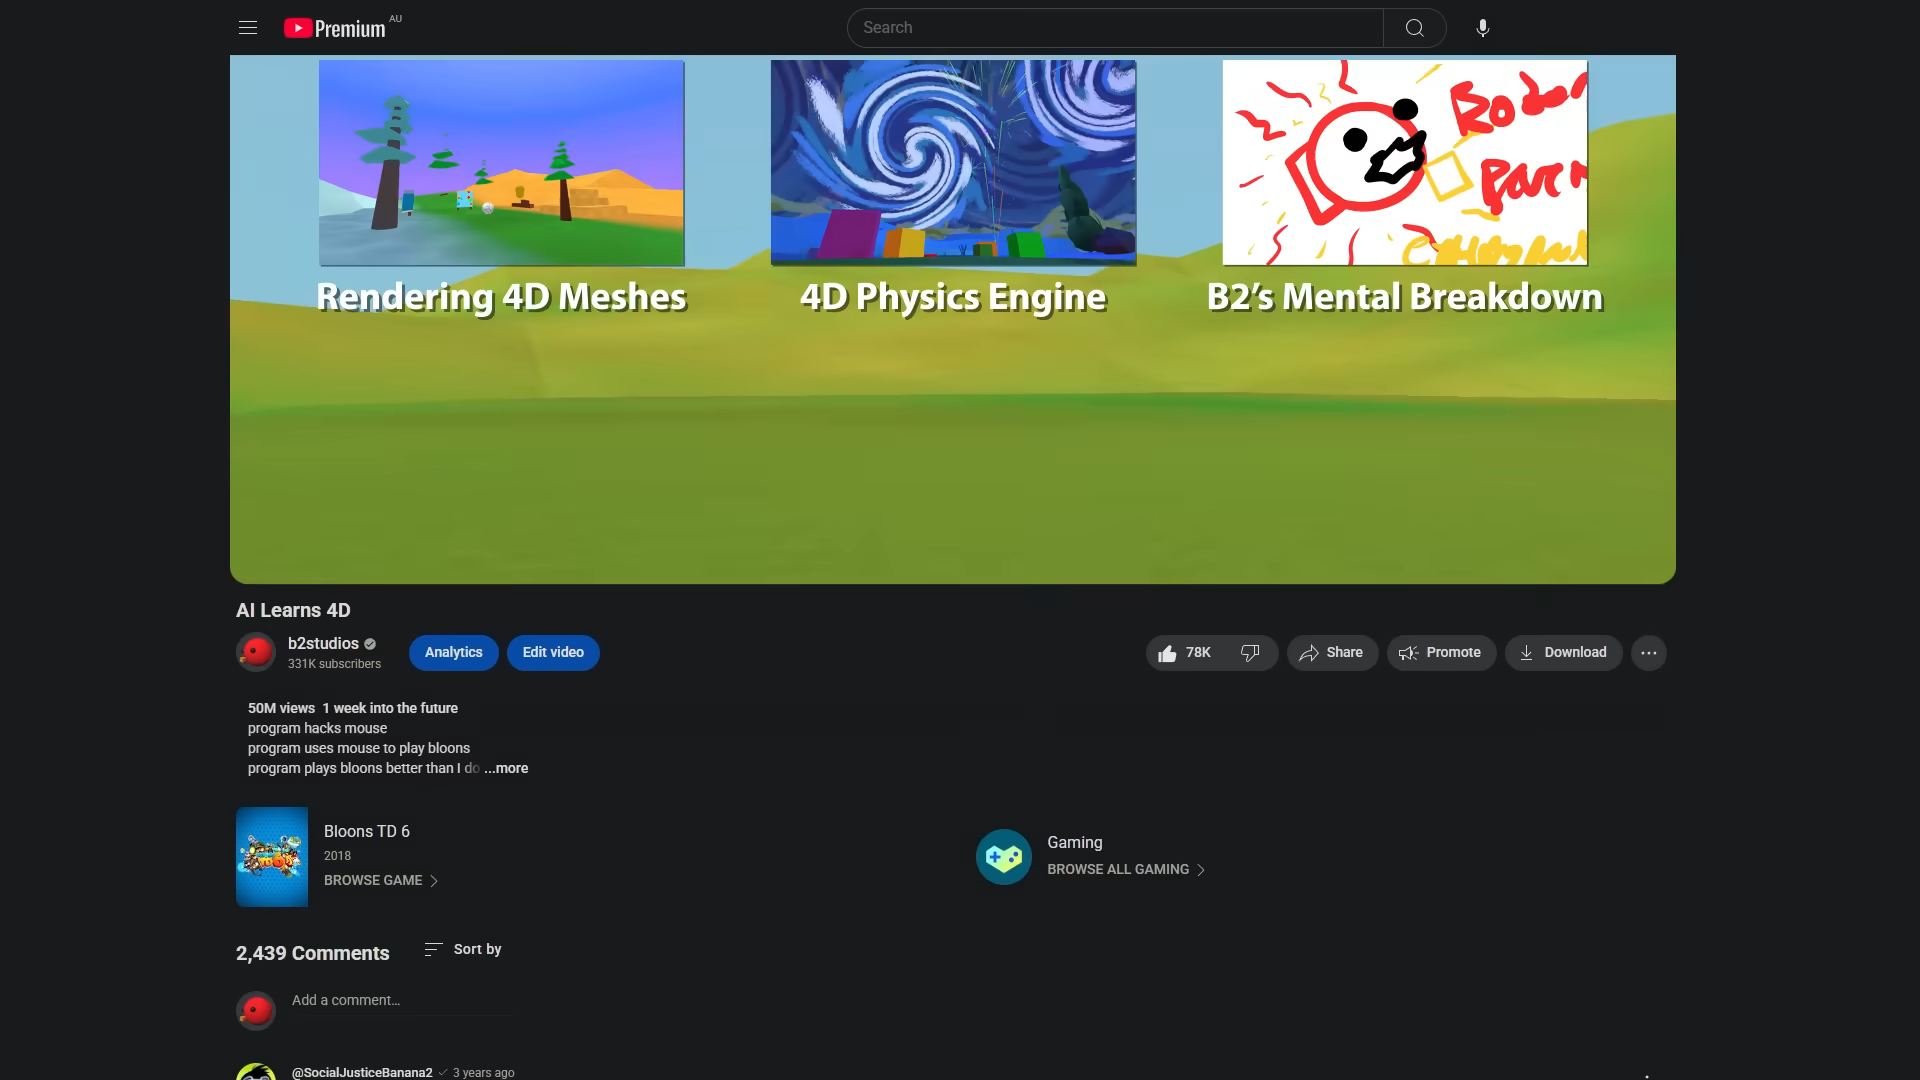 Premium AU
Search
Rendering 4D Meshes
4D Physics Engine
B2's Mental Breakdown
AI Learns 4D
b2studios
331K subscribers
Analytics
Edit video
78K
Share
Promote
Download
50M views 1 week into the future
program hacks mouse
program uses mouse to play bloons
program plays bloons better than I do ...more
Bloons TD 6
2018
BROWSE GAME
Gaming
BROWSE ALL GAMING
2,439 Comments
Sort by
Add a comment...
@SocialJusticeBanana2 3 years ago